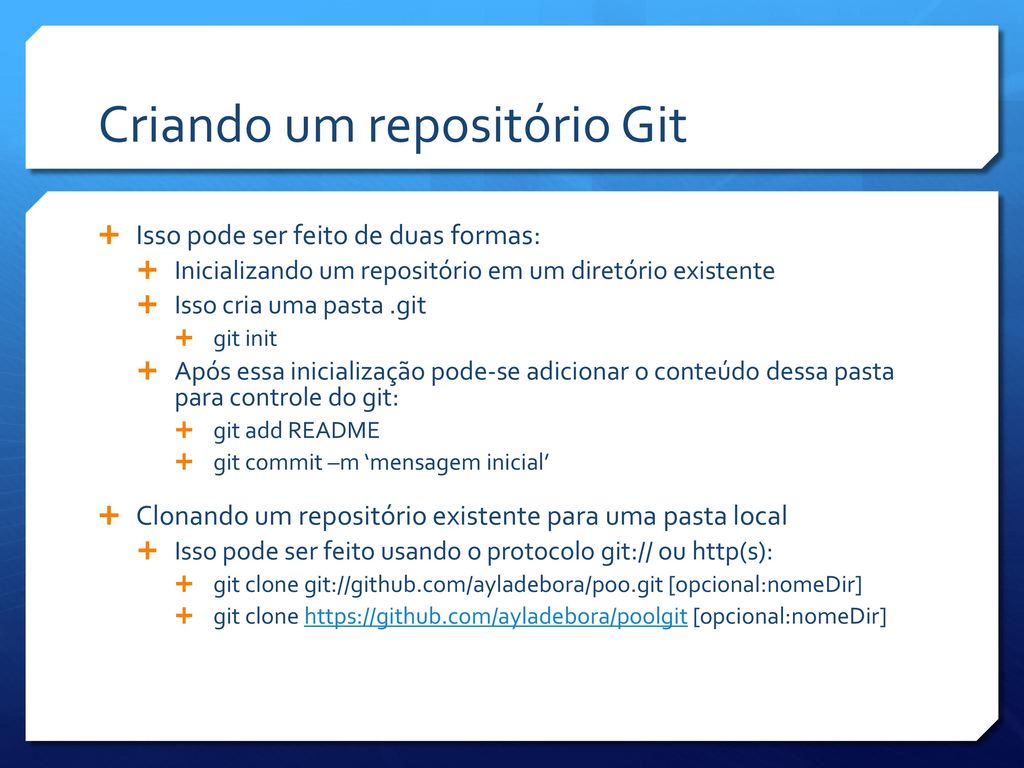 Criando um repositório Git
Isso pode ser feito de duas formas:
Inicializando um repositório em um diretório existente
Isso cria uma pasta .git
git init
Após essa inicialização pode-se adicionar o conteúdo dessa pasta
para controle do git:
git add README
git commit –m ‘mensagem inicial’
Clonando um repositório existente para uma pasta local
Isso pode ser feito usando o protocolo git:// ou http(s):
git clone git://github.com/ayladebora/poo.git [opcional:nomeDir]
git clone https://github.com/ayladebora/poolgit [opcional:nomeDir]